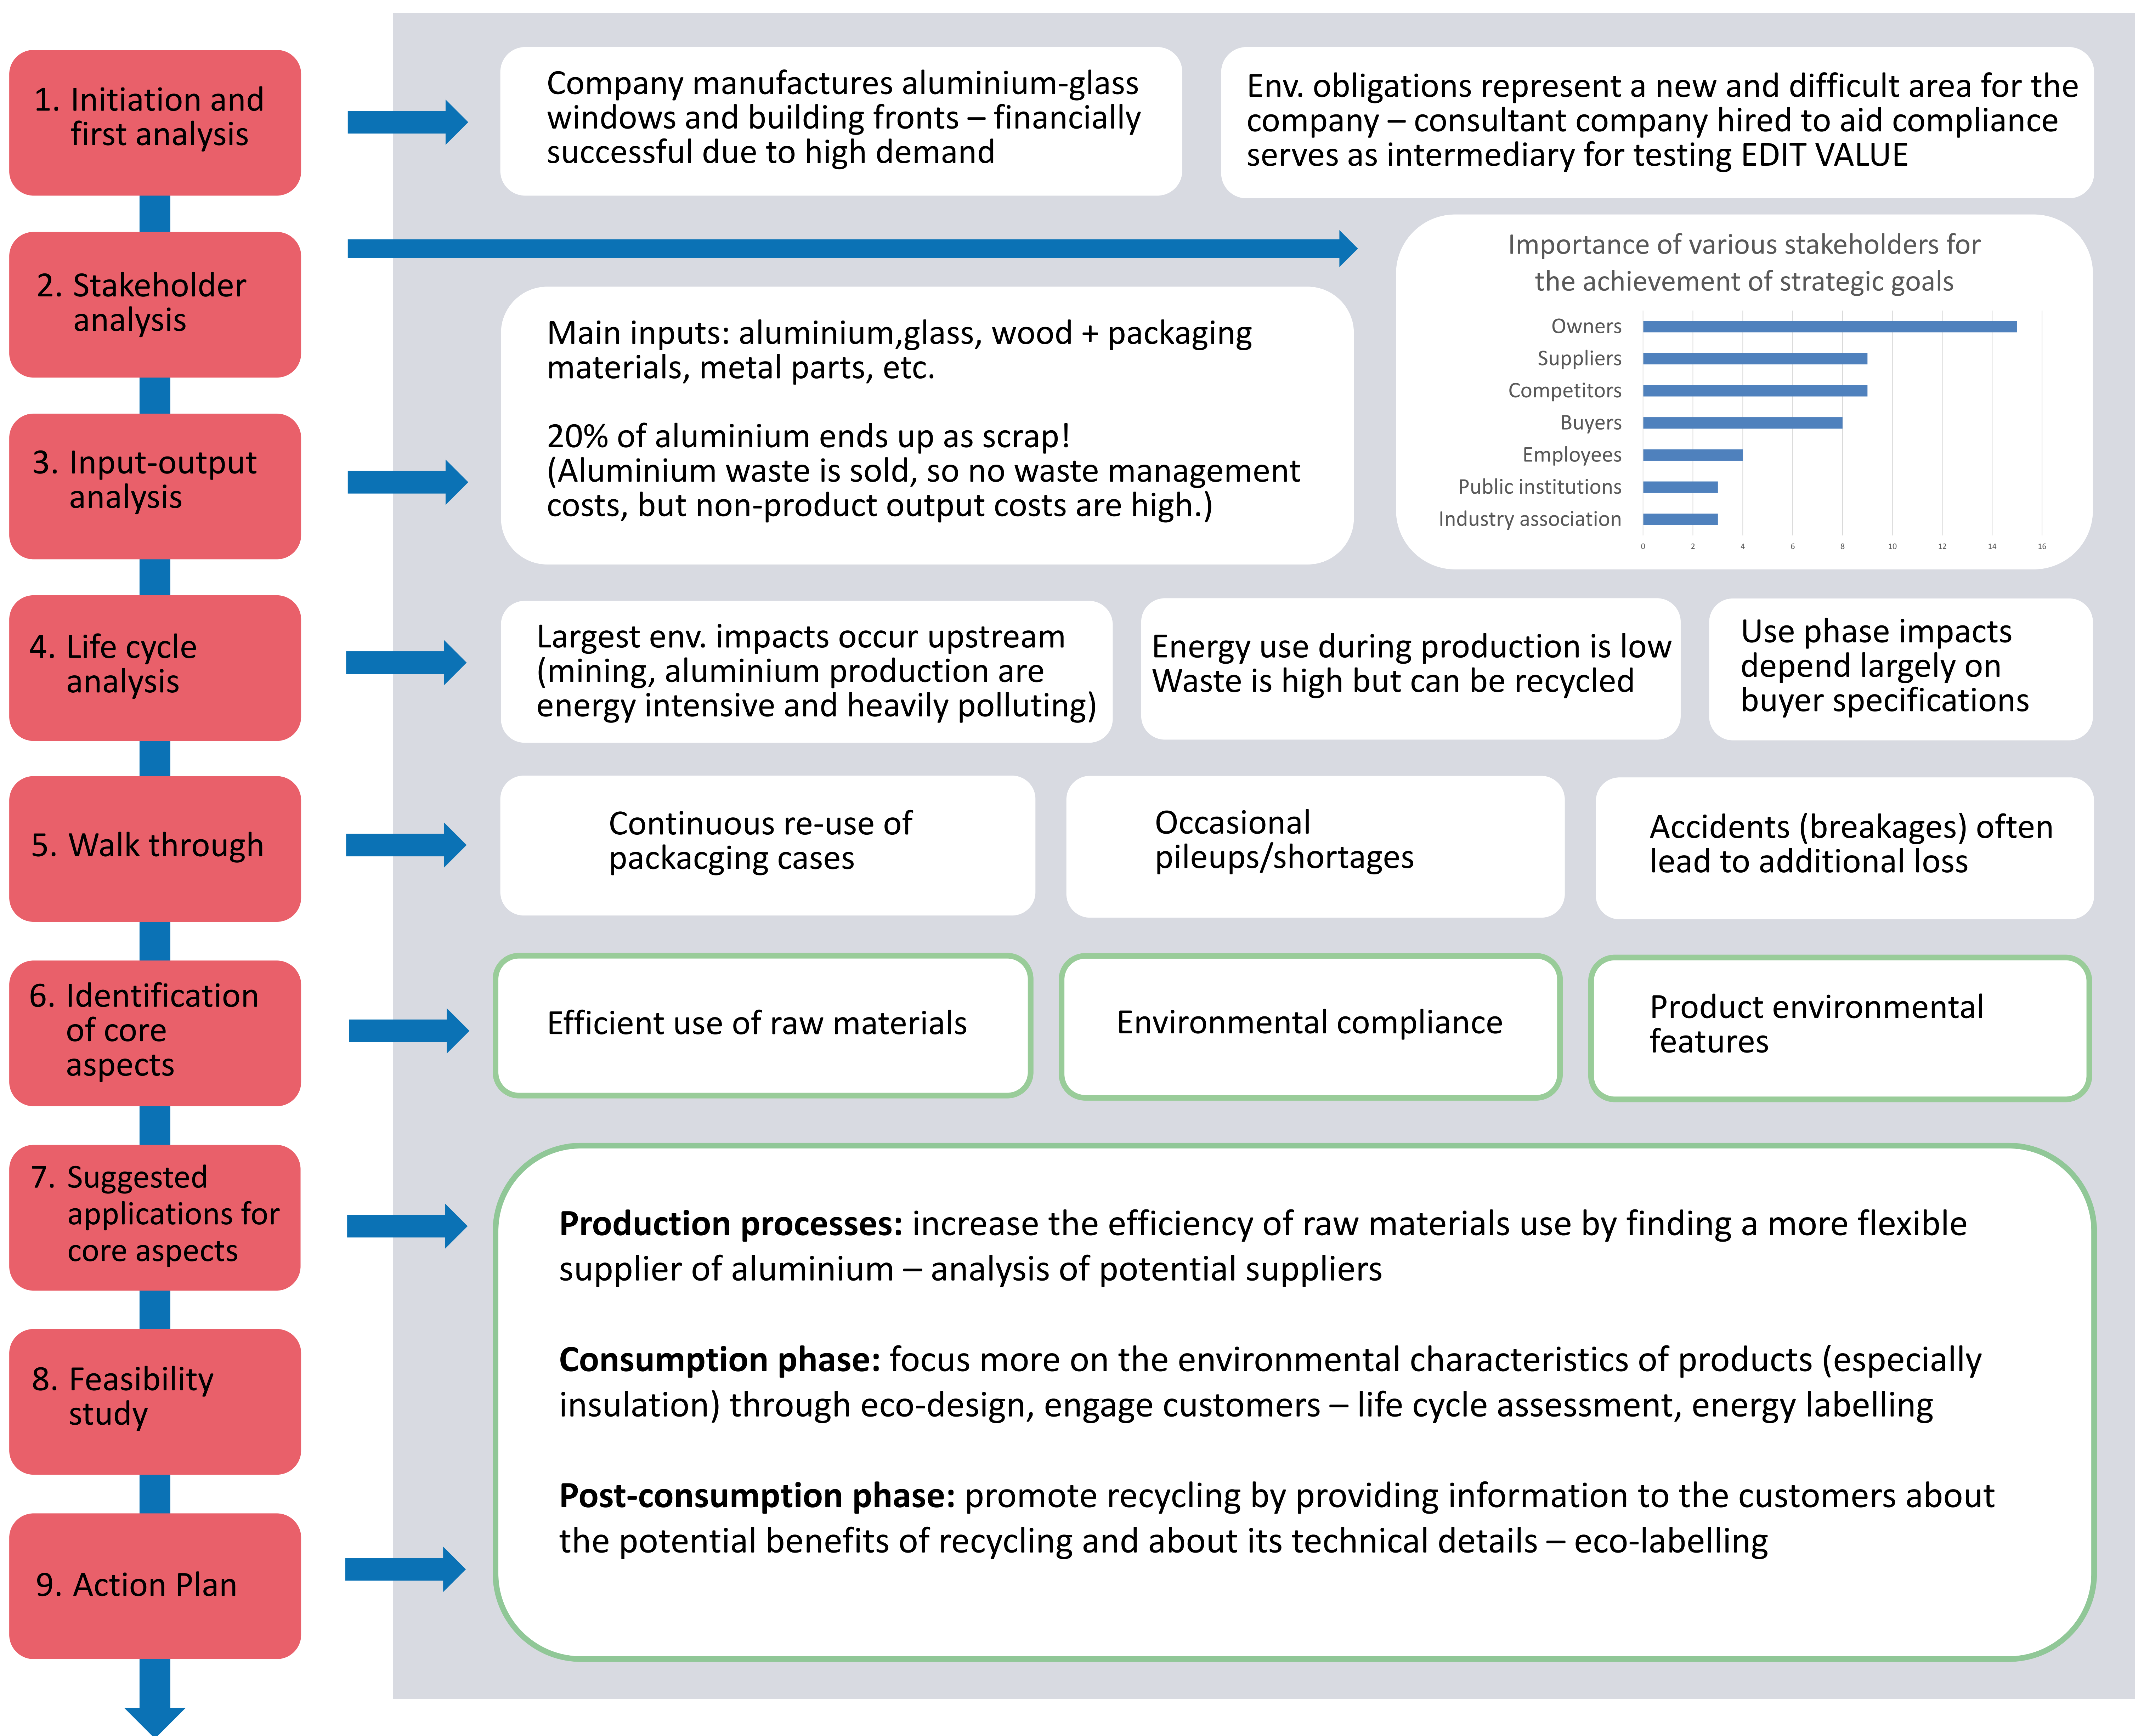 1. Initiation and
first analysis
Company manufactures aluminium-glass
windows and building fronts – financially
successful due to high demand
Env. obligations represent a new and difficult area for the
company – consultant company hired to aid compliance
serves as intermediary for testing EDIT VALUE
2. Stakeholder
analysis
Importance of various stakeholders for
the achievement of strategic goals
Owners
Suppliers
Competitors
Buyers
Employees
Public institutions
Industry association
0 2 4 6 8 10 12 14 16
3. Input-output
analysis
Main inputs: aluminium,glass, wood + packaging
materials, metal parts, etc.
20% of aluminium ends up as scrap!
(Aluminium waste is sold, so no waste management
costs, but non-product output costs are high.)
4. Life cycle
analysis
Largest env. impacts occur upstream
(mining, aluminium production are
energy intensive and heavily polluting)
Energy use during production is low
Waste is high but can be recycled
Use phase impacts
depend largely on
buyer specifications
5. Walk through
Continuous re-use of
packacging cases
Occasional
pileups/shortages
Accidents (breakages) often
lead to additional loss
6. Identification
of core
aspects
Efficient use of raw materials
Environmental compliance
Product environmental
features
7. Suggested
applications for
core aspects
8. Feasibility
study
9. Action Plan
Production processes: increase the efficiency of raw materials use by finding a more flexible
supplier of aluminium – analysis of potential suppliers
Consumption phase: focus more on the environmental characteristics of products (especially
insulation) through eco-design, engage customers – life cycle assessment, energy labelling
Post-consumption phase: promote recycling by providing information to the customers about
the potential benefits of recycling and about its technical details – eco-labelling